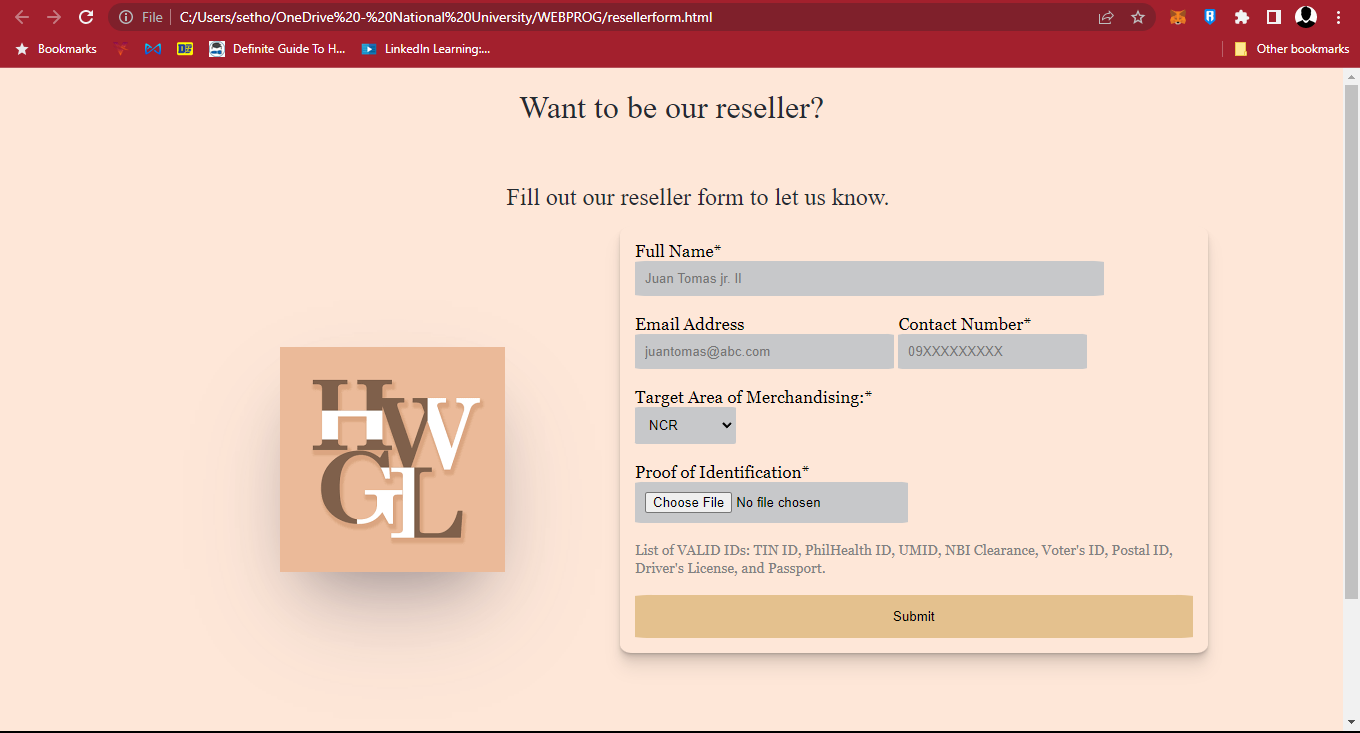 File | C:/Users/setho/OneDrive%20-%20National%20University/WEBPROG/resellerform.html
Bookmarks Definite Guide To H... LinkedIn Learning:... Other bookmarks
Want to be our reseller?
Fill out our reseller form to let us know.
Full Name*
Juan Tomas jr. II
Email Address Contact Number*
juantomas@abc.com 09XXXXXXXXX
Target Area of Merchandising:*
NCR
Proof of Identification*
Choose File No file chosen
List of VALID IDs: TIN ID, PhilHealth ID, UMID, NBI Clearance, Voter's ID, Postal ID,
Driver's License, and Passport.
Submit
HW
GL